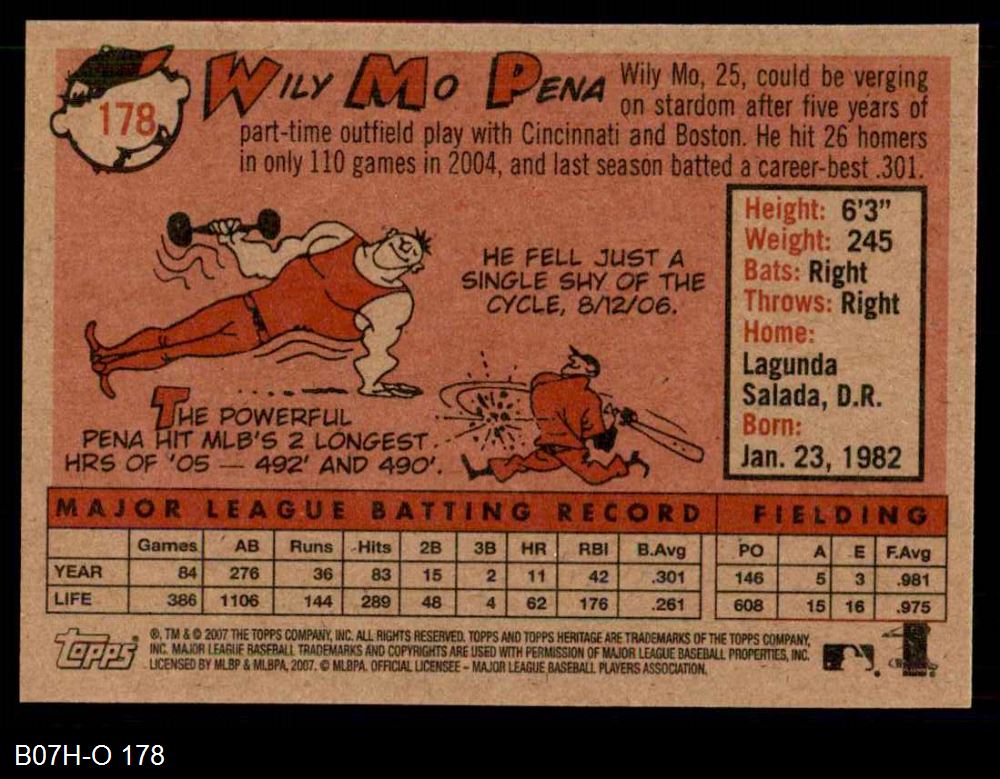 178
WILY MO PENA
Wily Mo, 25, could be verging
on stardom after five years of
part-time outfield play with Cincinnati and Boston. He hit 26 homers
in only 110 games in 2004, and last season batted a career-best .301.
HE FELL JUST A
SINGLE SHY OF THE
CYCLE, 8/12/06.
THE POWERFUL
PENA HIT MLB'S 2 LONGEST
HRS OF '05 — 492' AND 490'.
Height: 6'3"
Weight: 245
Bats: Right
Throws: Right
Home:
Lagunda
Salada, D.R.
Born:
Jan. 23, 1982
MAJOR LEAGUE BATTING RECORD FIELDING
Games AB Runs Hits 2B 3B HR RBI B.Avg PO A E F.Avg
YEAR 84 276 36 83 15 2 11 42 .301 146 5 3 .981
LIFE 386 1106 144 289 48 4 62 176 .261 608 15 16 .975
topps
®, TM & © 2007 THE TOPPS COMPANY, INC. ALL RIGHTS RESERVED. TOPPS AND TOPPS HERITAGE ARE TRADEMARKS OF THE TOPPS COMPANY,
INC. MAJOR LEAGUE BASEBALL TRADEMARKS AND COPYRIGHTS ARE USED WITH PERMISSION OF MAJOR LEAGUE BASEBALL PROPERTIES, INC.
LICENSED BY MLBP & MLBPA, 2007. © MLBPA. OFFICIAL LICENSEE - MAJOR LEAGUE BASEBALL PLAYERS ASSOCIATION.
B07H-O 178